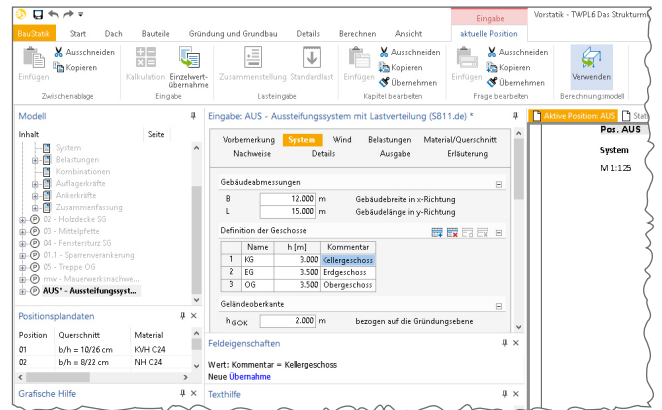 Eingabe
Vorstatik - TWPL6 Das Strukturm
BauStatik Start Dach Bauteile Gründung und Grundbau Details Berechnen Ansicht aktuelle Position
Einfügen
Ausschneiden
Kopieren
Kalkulation
Einzelwert-
übernahme
Zusammenstellung
Standardlast
Einfügen
Ausschneiden
Kopieren
Übernehmen
Einfügen
Ausschneiden
Kopieren
Übernehmen
Verwenden
Zwischenablage Eingabe Lasteingabe Kapitel bearbeiten Frage bearbeiten Berechnungsmodell
Modell
Inhalt Seite
System
Belastungen
Kombinationen
Auflagerkräfte
Ankerkräfte
Zusammenfassung
02 - Holzdecke SG
03 - Mittelpfette
04 - Fenstersturz SG
01.1 - Sparrenverankerung
05 - Treppe OG
mw - Mauerwerksnachwe...
AUS* - Aussteifungssyst...
Positionsplandaten
Position Querschnitt Material
01 b/h = 10/26 cm KVH C24
02 b/h = 8/22 cm NH C24
Grafische Hilfe
Eingabe: AUS - Aussteifungssystem mit Lastverteilung (S811.de) *
Vorbemerkung System Wind Belastungen Material/Querschnitt
Nachweise Details Ausgabe Erläuterung
Gebäudeabmessungen
B 12.000 m Gebäudebreite in x-Richtung
L 15.000 m Gebäudelänge in y-Richtung
Definition der Geschosse
Name h [m] Kommentar
1 KG 3.000 Kellergeschoss
2 EG 3.500 Erdgeschoss
3 OG 3.500 Obergeschoss
Geländeoberkante
hGOK 2.000 m bezogen auf die Gründungsebene
Feldeigenschaften
Wert: Kommentar = Kellergeschoss
Neue Übernahme
Texthilfe
Aktive Position: AUS Stat
Pos. AUS
System
M 1:125